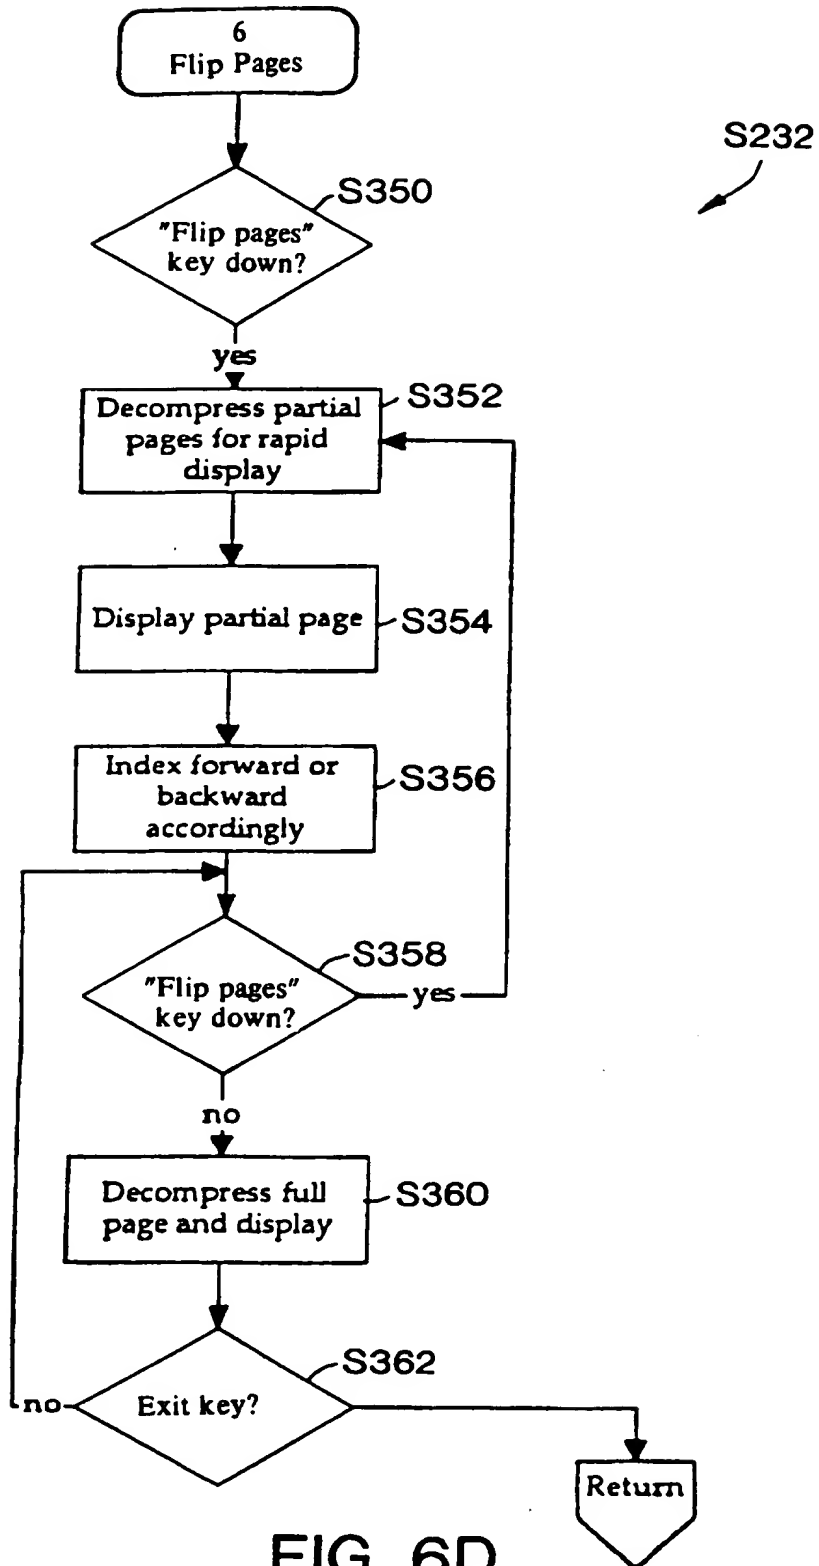 6
Flip Pages
S232
S350
"Flip pages"
key down?
yes
S352
Decompress partial
pages for rapid
display
Display partial page
S354
Index forward or
backward
accordingly
S356
S358
"Flip pages"
key down?
yes
no
Decompress full
page and display
S360
S362
Exit key?
no
Return
FIG. 6D